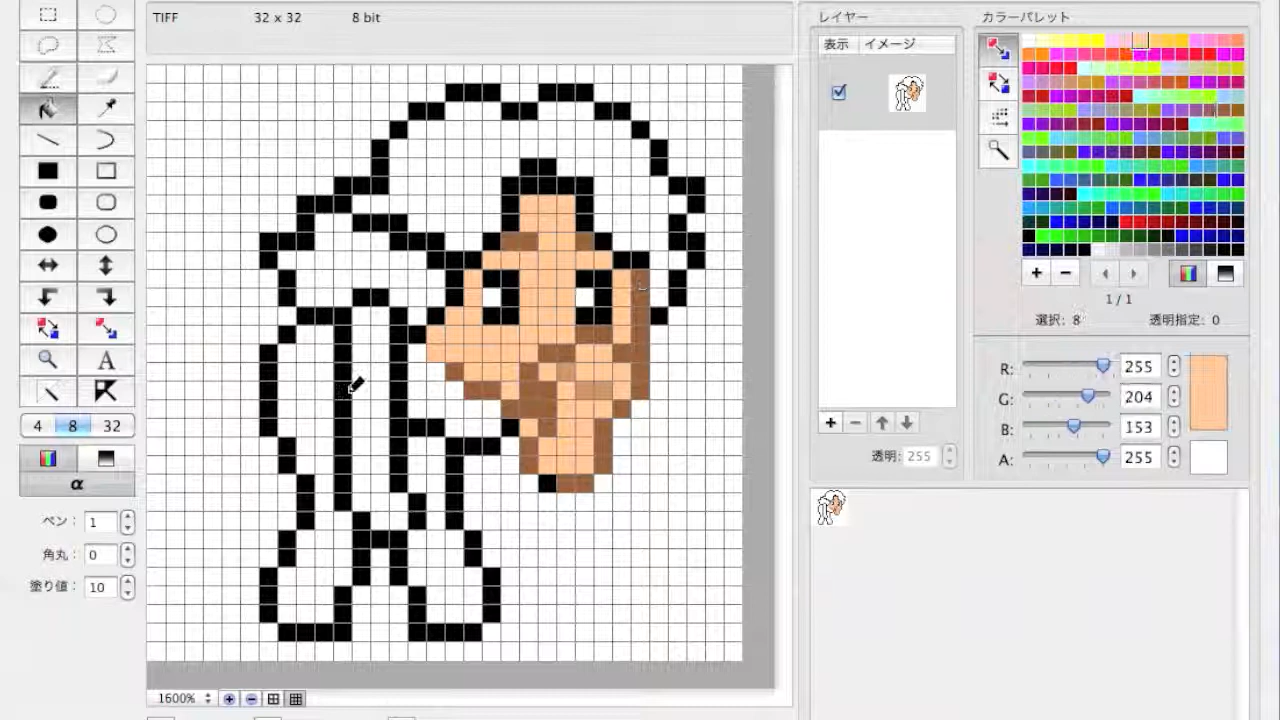 TIFF 32 x 32 8 bit
レイヤー
表示 イメージ
カラーパレット
1 / 1
選択: 8 透明指定: 0
R: 255
G: 204
B: 153
A: 255
透明: 255
A
4 8 32
α
ペン: 1
角丸: 0
塗り値: 10
1600%